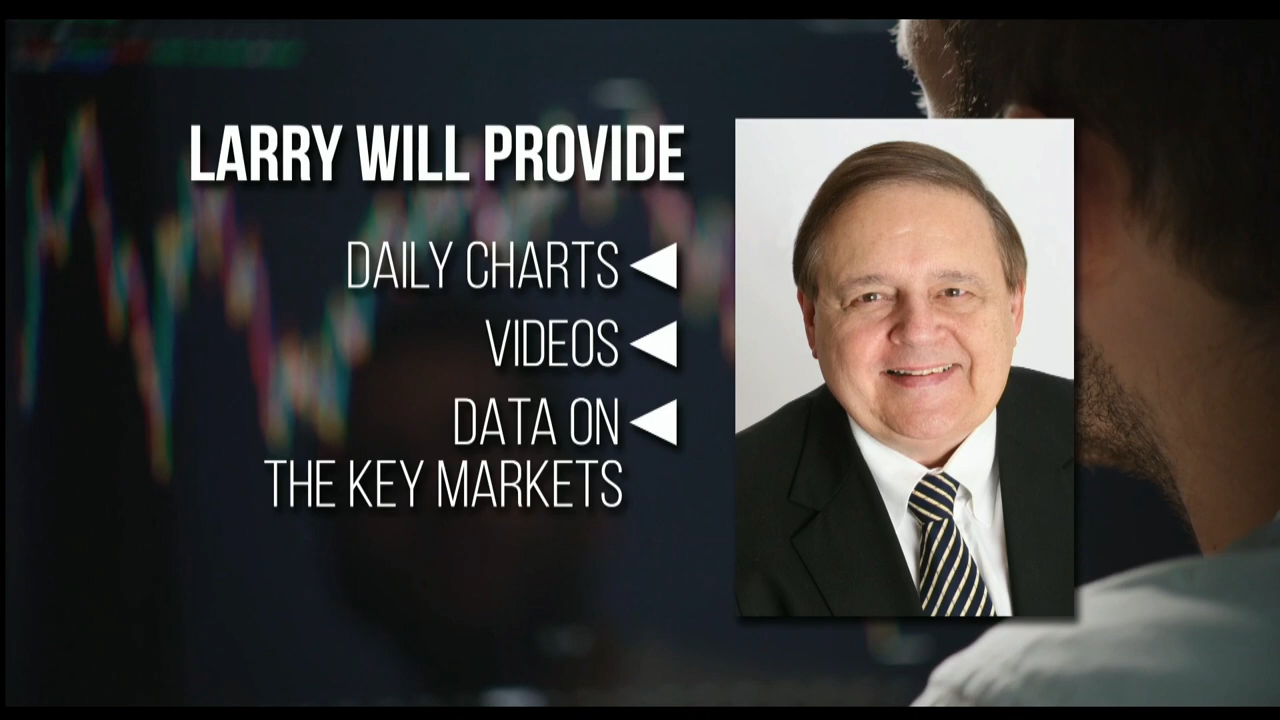 LARRY WILL PROVIDE
DAILY CHARTS
VIDEOS
DATA ON
THE KEY MARKETS